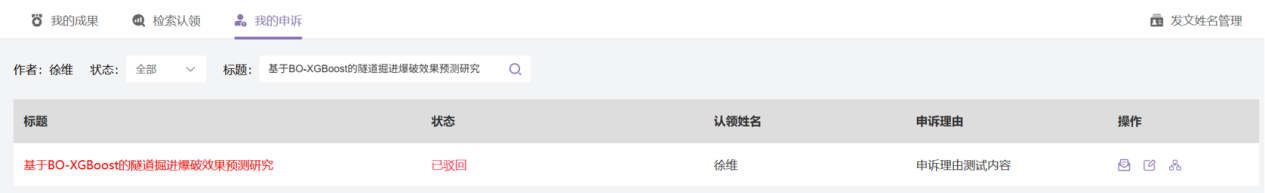 我的成果 检索认领 我的申诉 发文姓名管理
作者：徐维 状态： 全部 标题： 基于BO-XGBoost的隧道掘进爆破效果预测研究
标题 状态 认领姓名 申诉理由 操作
基于BO-XGBoost的隧道掘进爆破效果预测研究 已驳回 徐维 申诉理由测试内容